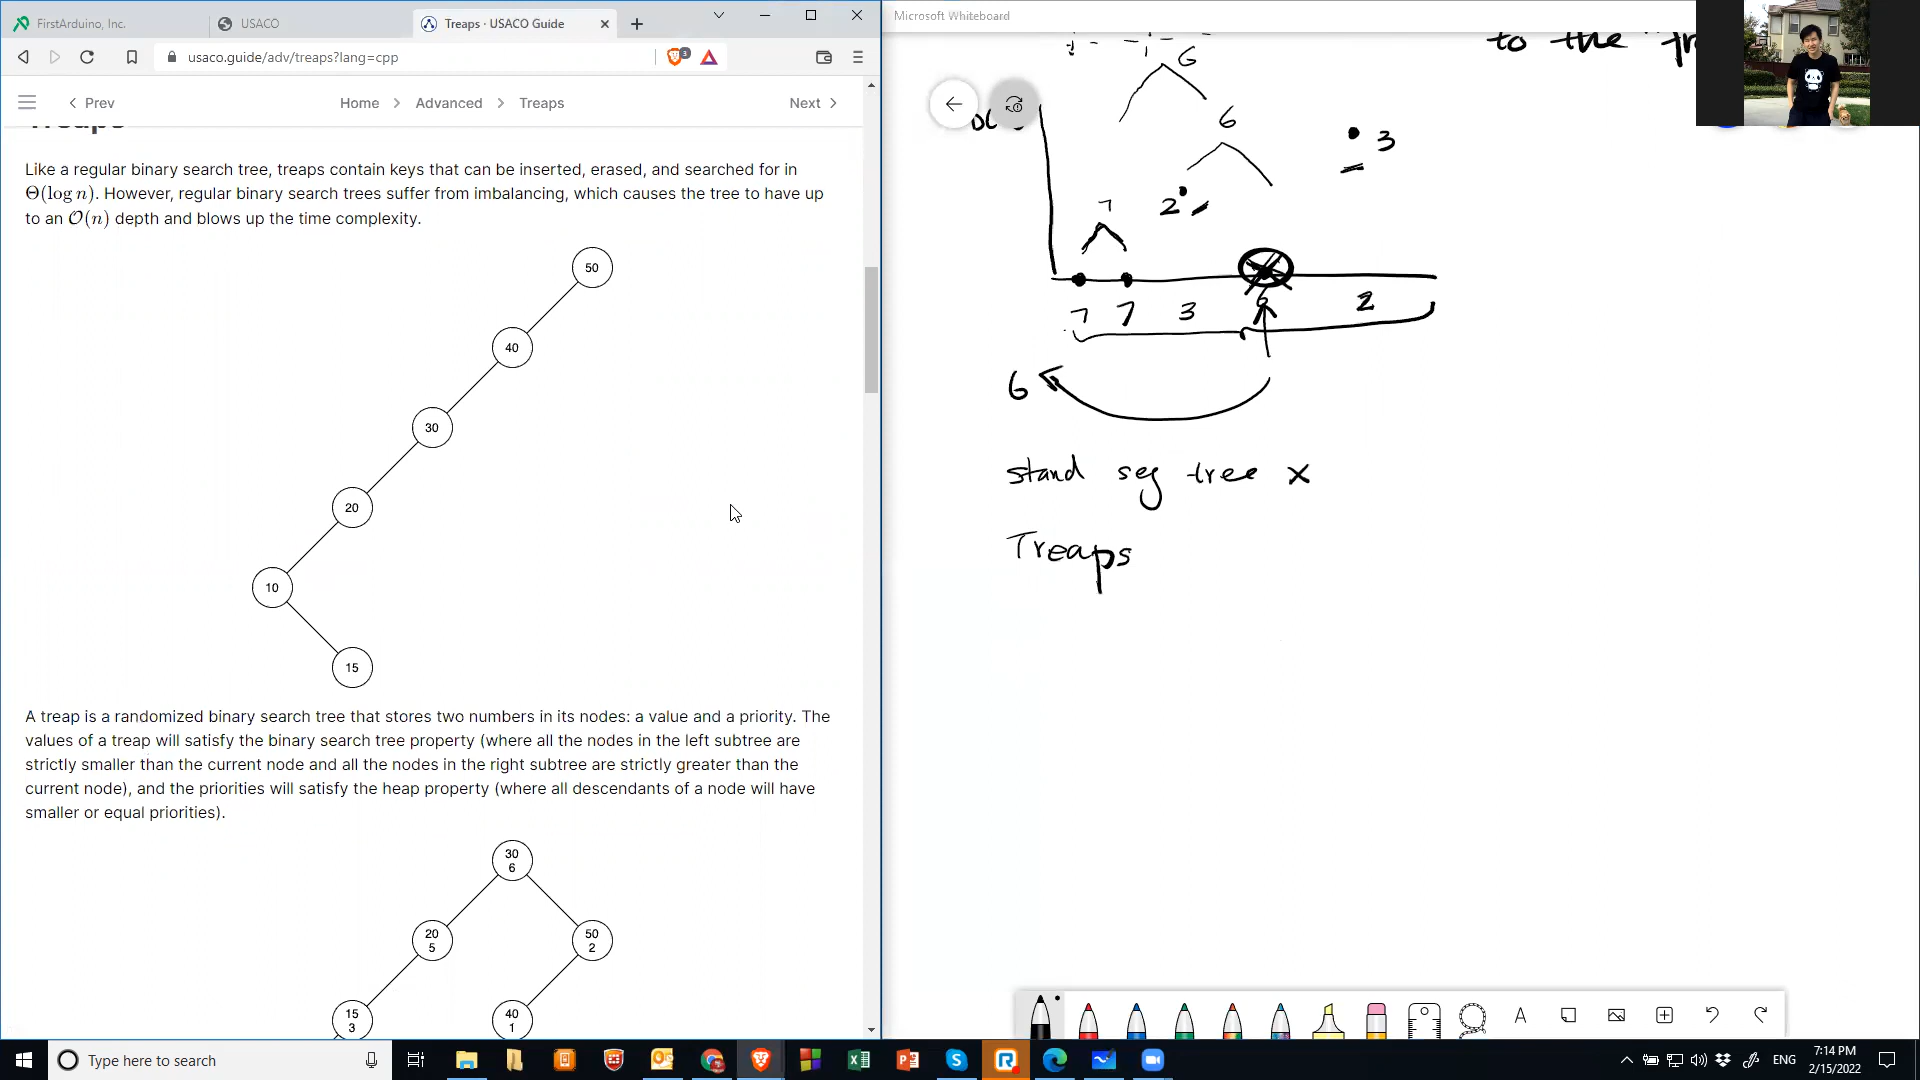 FirstArduino, Inc.
USACO
Treaps · USACO Guide
usaco.guide/adv/treaps?lang=cpp
3
Prev
Home > Advanced > Treaps
Next
Treaps
Like a regular binary search tree, treaps contain keys that can be inserted, erased, and searched for in
Θ(log n). However, regular binary search trees suffer from imbalancing, which causes the tree to have up
to an O(n) depth and blows up the time complexity.
50
40
30
20
10
15
A treap is a randomized binary search tree that stores two numbers in its nodes: a value and a priority. The
values of a treap will satisfy the binary search tree property (where all the nodes in the left subtree are
strictly smaller than the current node and all the nodes in the right subtree are strictly greater than the
current node), and the priorities will satisfy the heap property (where all descendants of a node will have
smaller or equal priorities).
30
6
20
5
50
2
15
3
40
1
Microsoft Whiteboard
to the
6
6
3
7
2
7 7 3 6 2
6
stand seg tree x
Treaps
A
Type here to search
ENG
7:14 PM
2/15/2022